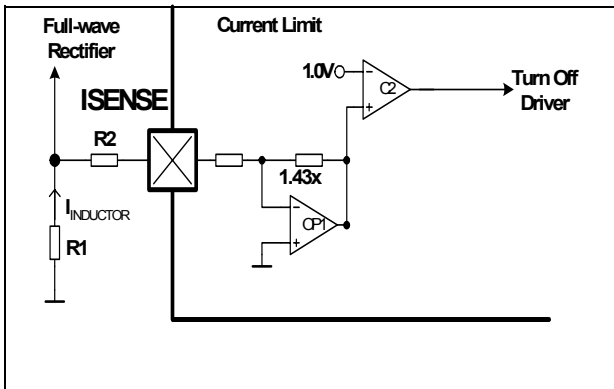 Full-wave
Rectifier
Current Limit
ISENSE
1.0V
C2
Turn Off
Driver
R2
1.43x
OP1
IINDUCTOR
R1